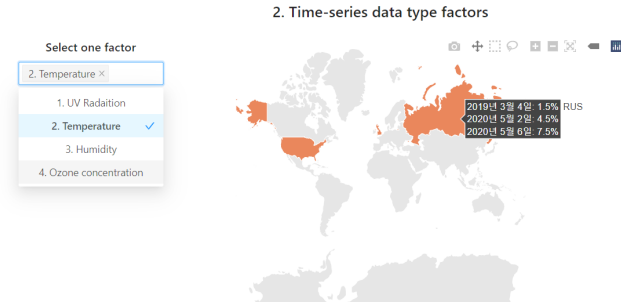 2. Time-series data type factors
Select one factor
2. Temperature ×
1. UV Radaition
2. Temperature
3. Humidity
4. Ozone concentration
2019년 3월 4일: 1.5% RUS
2020년 5월 2일: 4.5%
2020년 5월 6일: 7.5%